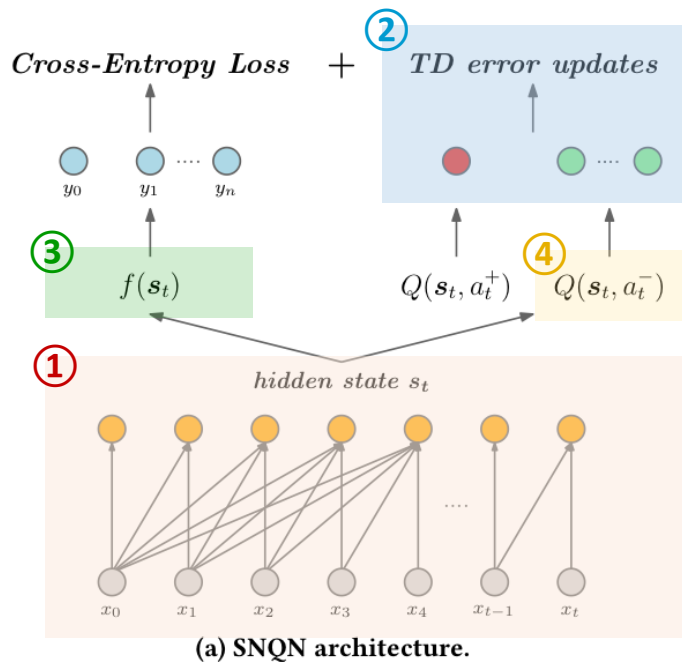 ②
Cross-Entropy Loss + TD error updates
y₀ y₁ .... yₙ ....
③ ④
f(sₜ) Q(sₜ, aₜ⁺) Q(sₜ, aₜ⁻)
①
hidden state sₜ
....
x₀ x₁ x₂ x₃ x₄ xₜ₋₁ xₜ
(a) SNQN architecture.